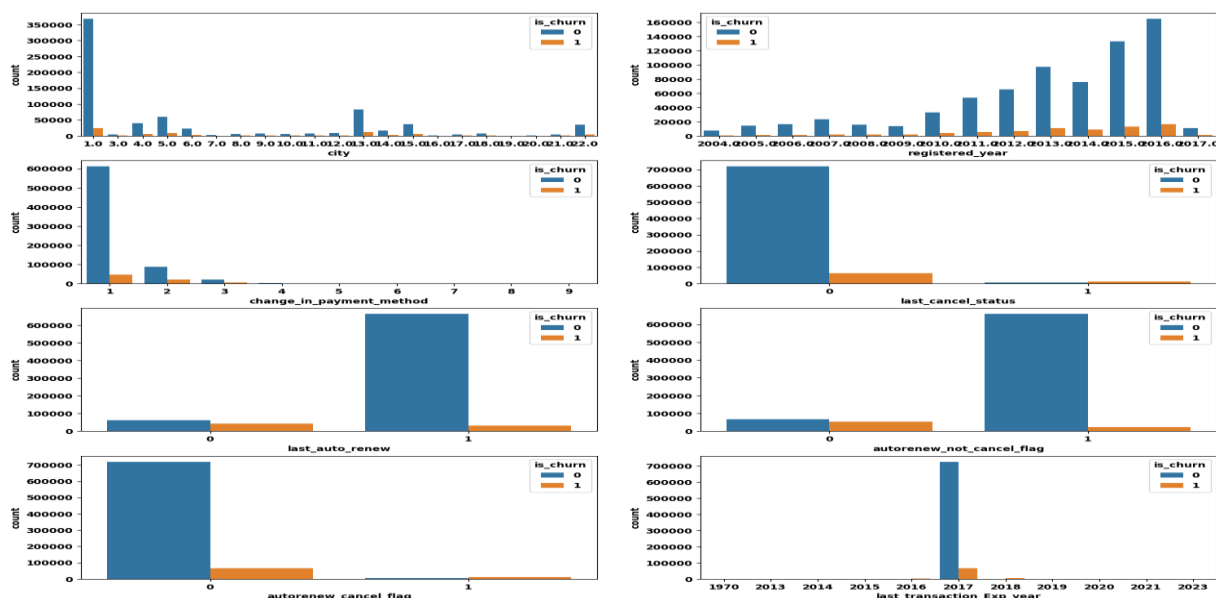 is_churn
0
1
350000
300000
250000
200000
150000
100000
50000
0
count
1.0 3.0 4.0 5.0 6.0 7.0 8.0 9.0 10.0 11.0 12.0 13.0 14.0 15.0 16.0 17.0 18.0 19.0 20.0 21.0 22.0
city
is_churn
0
1
160000
140000
120000
100000
80000
60000
40000
20000
0
count
2004.0 2005.0 2006.0 2007.0 2008.0 2009.0 2010.0 2011.0 2012.0 2013.0 2014.0 2015.0 2016.0 2017.0
registered_year
is_churn
0
1
600000
500000
400000
300000
200000
100000
0
count
1 2 3 4 5 6 7 8 9
change_in_payment_method
is_churn
0
1
700000
600000
500000
400000
300000
200000
100000
0
count
0 1
last_cancel_status
is_churn
0
1
600000
500000
400000
300000
200000
100000
0
count
0 1
last_auto_renew
is_churn
0
1
600000
500000
400000
300000
200000
100000
0
count
0 1
autorenew_not_cancel_flag
is_churn
0
1
700000
600000
500000
400000
300000
200000
100000
0
count
0 1
autorenew_cancel_flag
is_churn
0
1
700000
600000
500000
400000
300000
200000
100000
0
count
1970 2013 2014 2015 2016 2017 2018 2019 2020 2021 2023
last_transaction_Exp_year